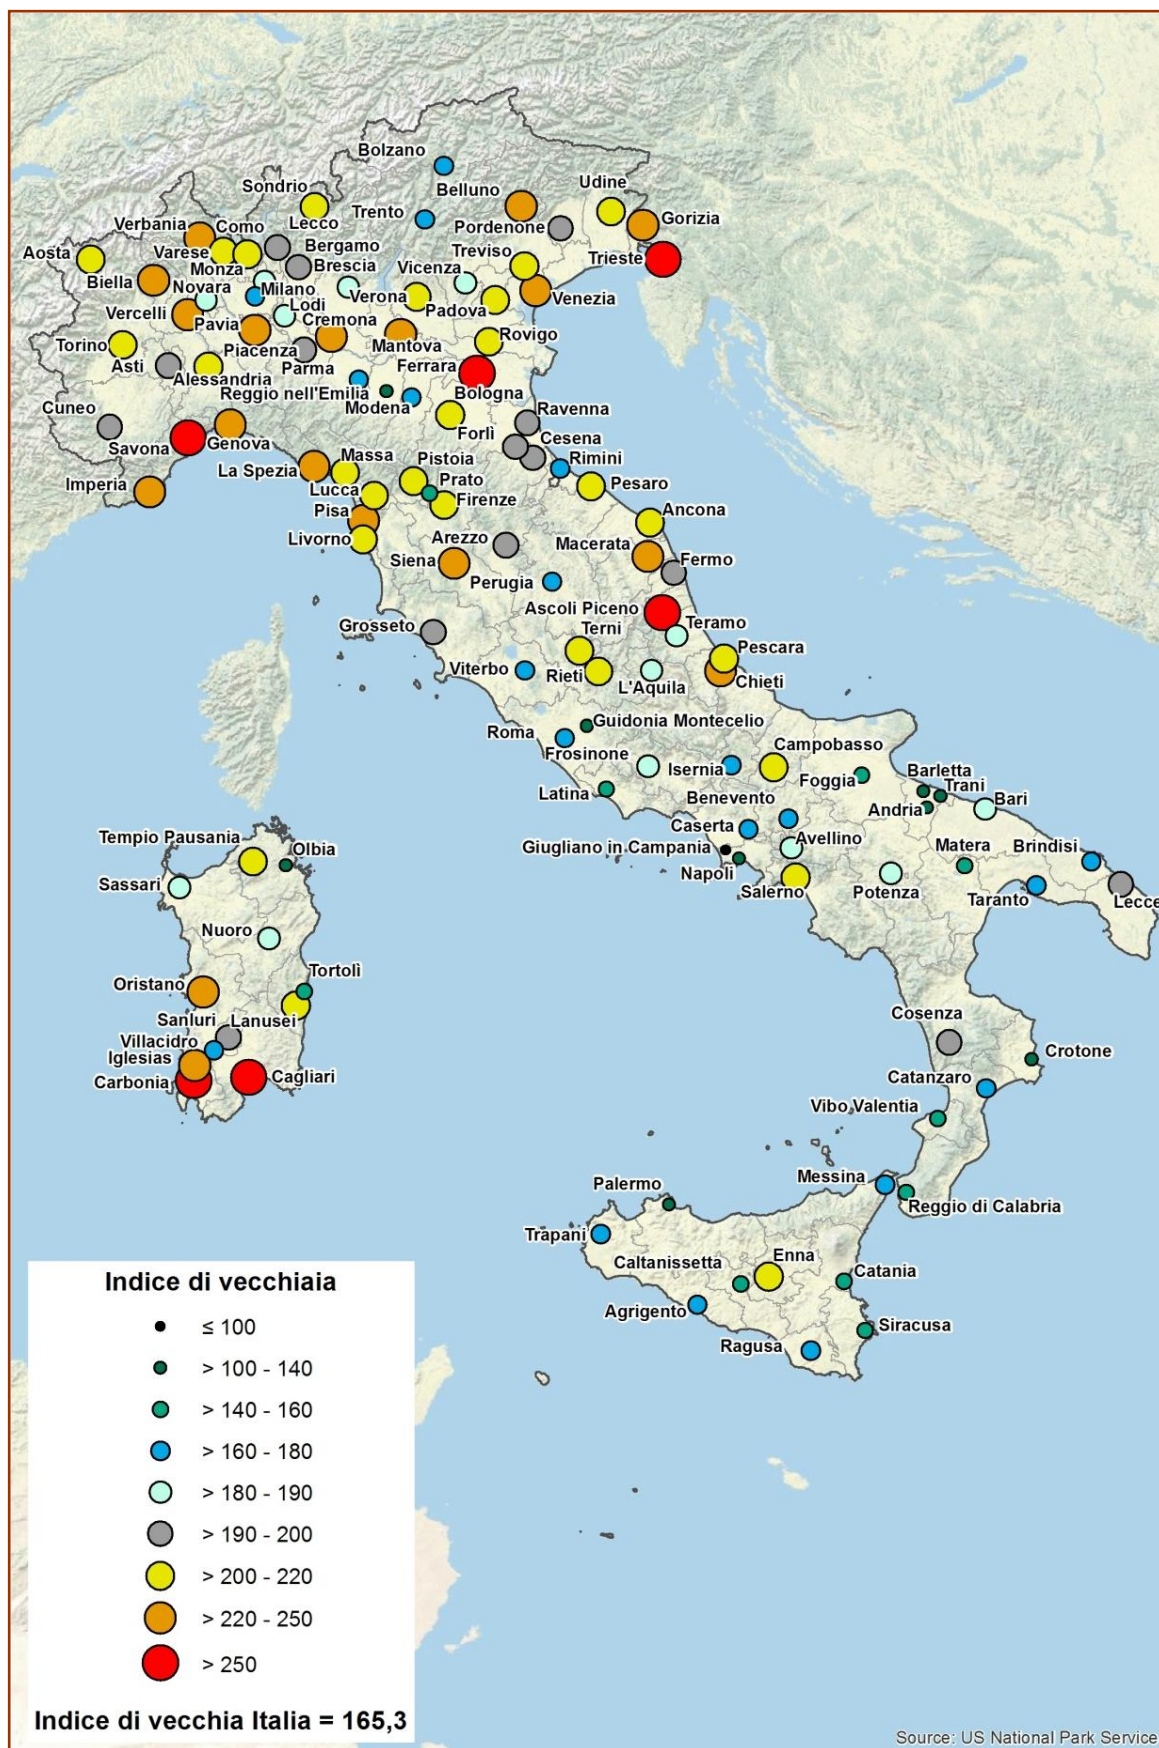 Bolzano
Belluno
Udine
Sondrio
Trento
Pordenone
Gorizia
Verbania
Como
Lecco
Aosta
Varese
Bergamo
Treviso
Trieste
Monza
Brescia
Vicenza
Biella
Novara
Milano
Verona
Padova
Venezia
Vercelli
Lodi
Pavia
Cremona
Torino
Piacenza
Mantova
Rovigo
Asti
Parma
Ferrara
Alessandria
Reggio nell'Emilia
Bologna
Modena
Cuneo
Ravenna
Forlì
Savona
Genova
Cesena
Massa
Pistoia
La Spezia
Rimini
Imperia
Lucca
Prato
Pesaro
Firenze
Pisa
Ancona
Livorno
Arezzo
Macerata
Siena
Fermo
Perugia
Ascoli Piceno
Grosseto
Terni
Teramo
Pescara
Viterbo
Rieti
L'Aquila
Chieti
Guidonia Montecelio
Roma
Frosinone
Campobasso
Isernia
Foggia
Barletta
Trani
Latina
Benevento
Andria
Bari
Caserta
Tempio Pausania
Olbia
Giugliano in Campania
Avellino
Matera
Brindisi
Napoli
Sassari
Salerno
Potenza
Taranto
Lecce
Nuoro
Tortolì
Oristano
Sanluri
Lanusei
Cosenza
Villacidro
Iglesias
Crotone
Carbonia
Cagliari
Catanzaro
Vibo Valentia
Messina
Palermo
Reggio di Calabria
Trapani
Enna
Caltanissetta
Catania
Agrigento
Siracusa
Ragusa
Indice di vecchiaia
≤ 100
> 100 - 140
> 140 - 160
> 160 - 180
> 180 - 190
> 190 - 200
> 200 - 220
> 220 - 250
> 250
Indice di vecchia Italia = 165,3
Source: US National Park Service